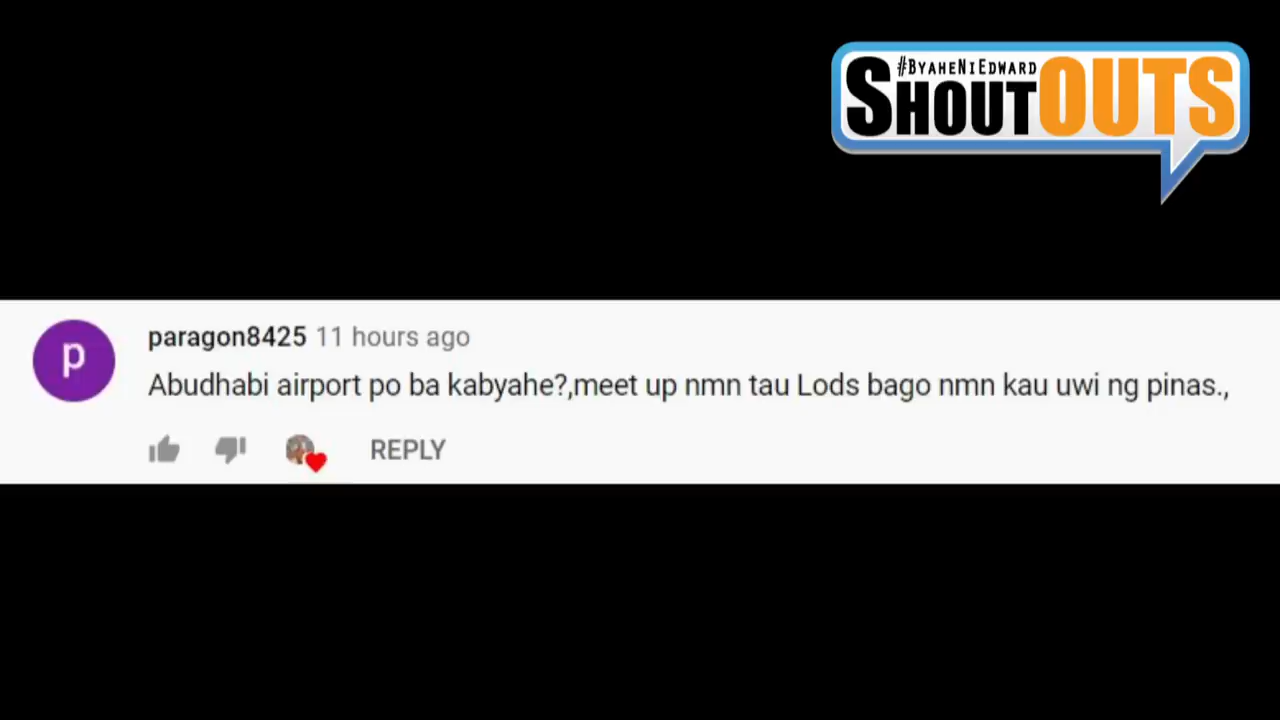 #ByaheNiEdward
ShoutOUTS
paragon8425 11 hours ago
Abudhabi airport po ba kabyahe?,meet up nmn tau Lods bago nmn kau uwi ng pinas.,
REPLY
p